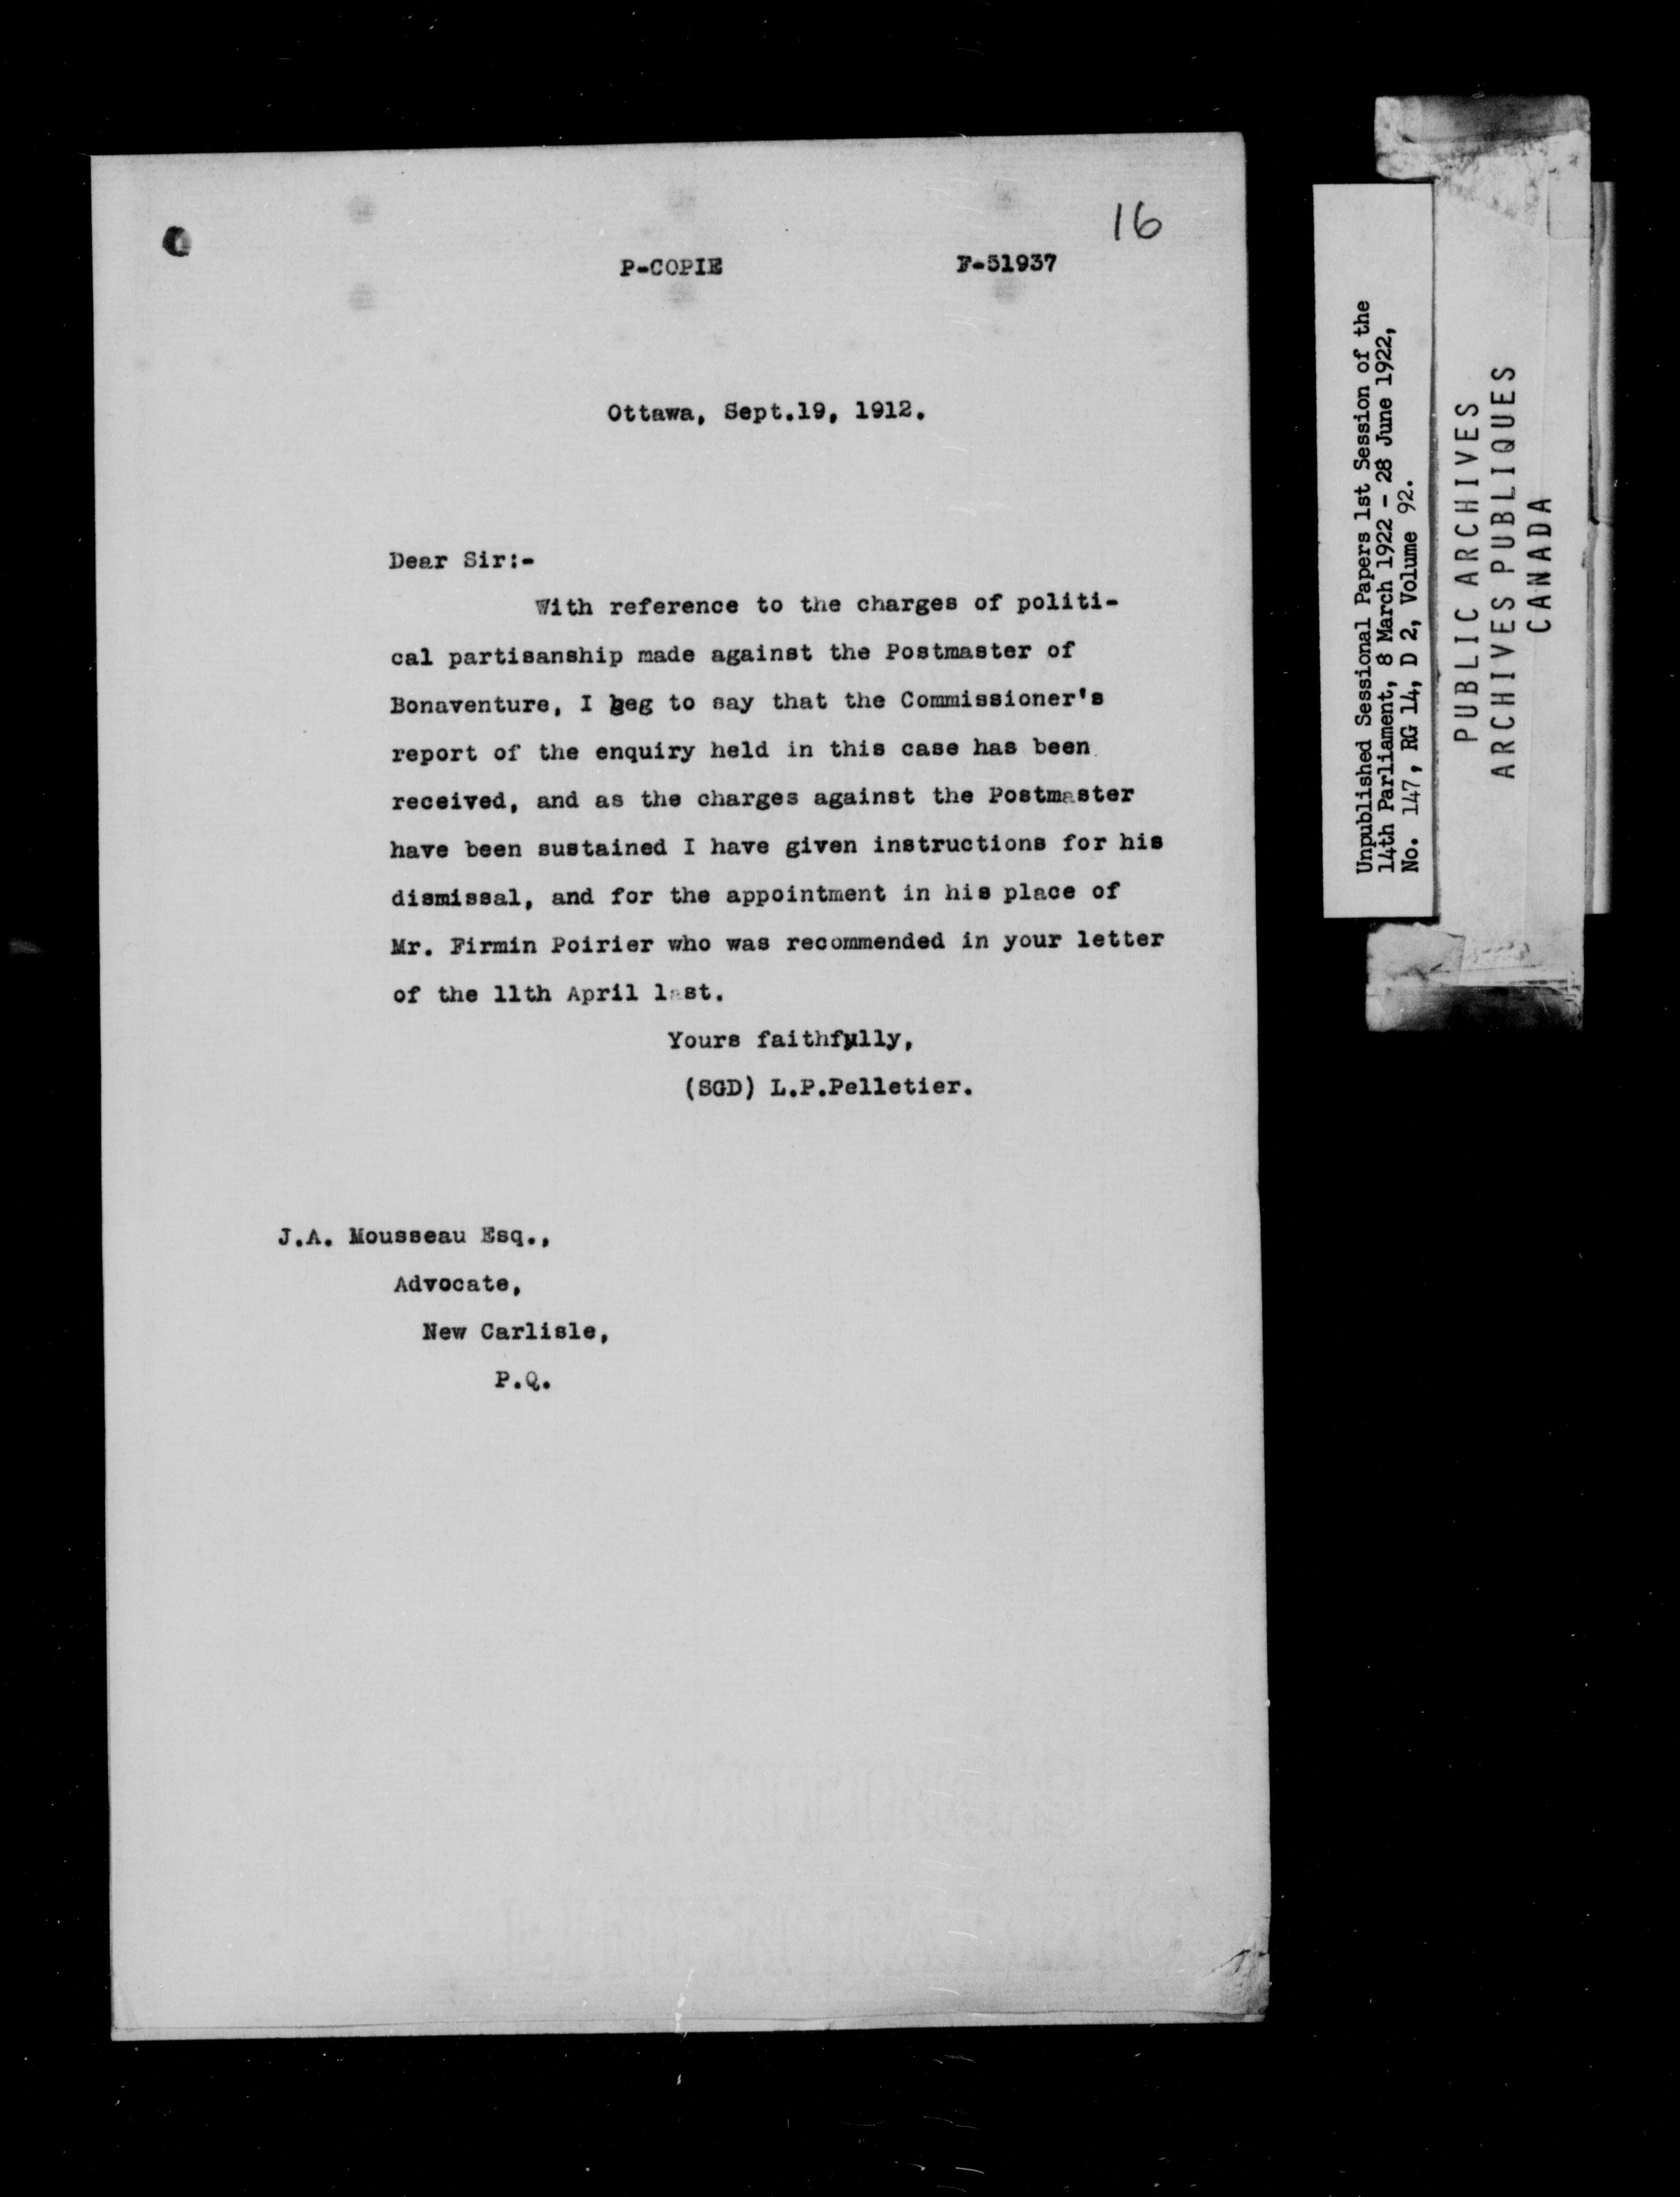 16
P-COPIE F-51937
Ottawa, Sept.19, 1912.
Dear Sir:-
With reference to the charges of politi-
cal partisanship made against the Postmaster of
Bonaventure, I beg to say that the Commissioner's
report of the enquiry held in this case has been
received, and as the charges against the Postmaster
have been sustained I have given instructions for his
dismissal, and for the appointment in his place of
Mr. Firmin Poirier who was recommended in your letter
of the 11th April last.
Yours faithfully,
(SGD) L.P.Pelletier.
J.A. Mousseau Esq.,
Advocate,
New Carlisle,
P.Q.
Unpublished Sessional Papers 1st Session of the
14th Parliament, 8 March 1922 - 28 June 1922,
No. 147, RG 14, D 2, Volume 92.
PUBLIC ARCHIVES
ARCHIVES PUBLIQUES
CANADA